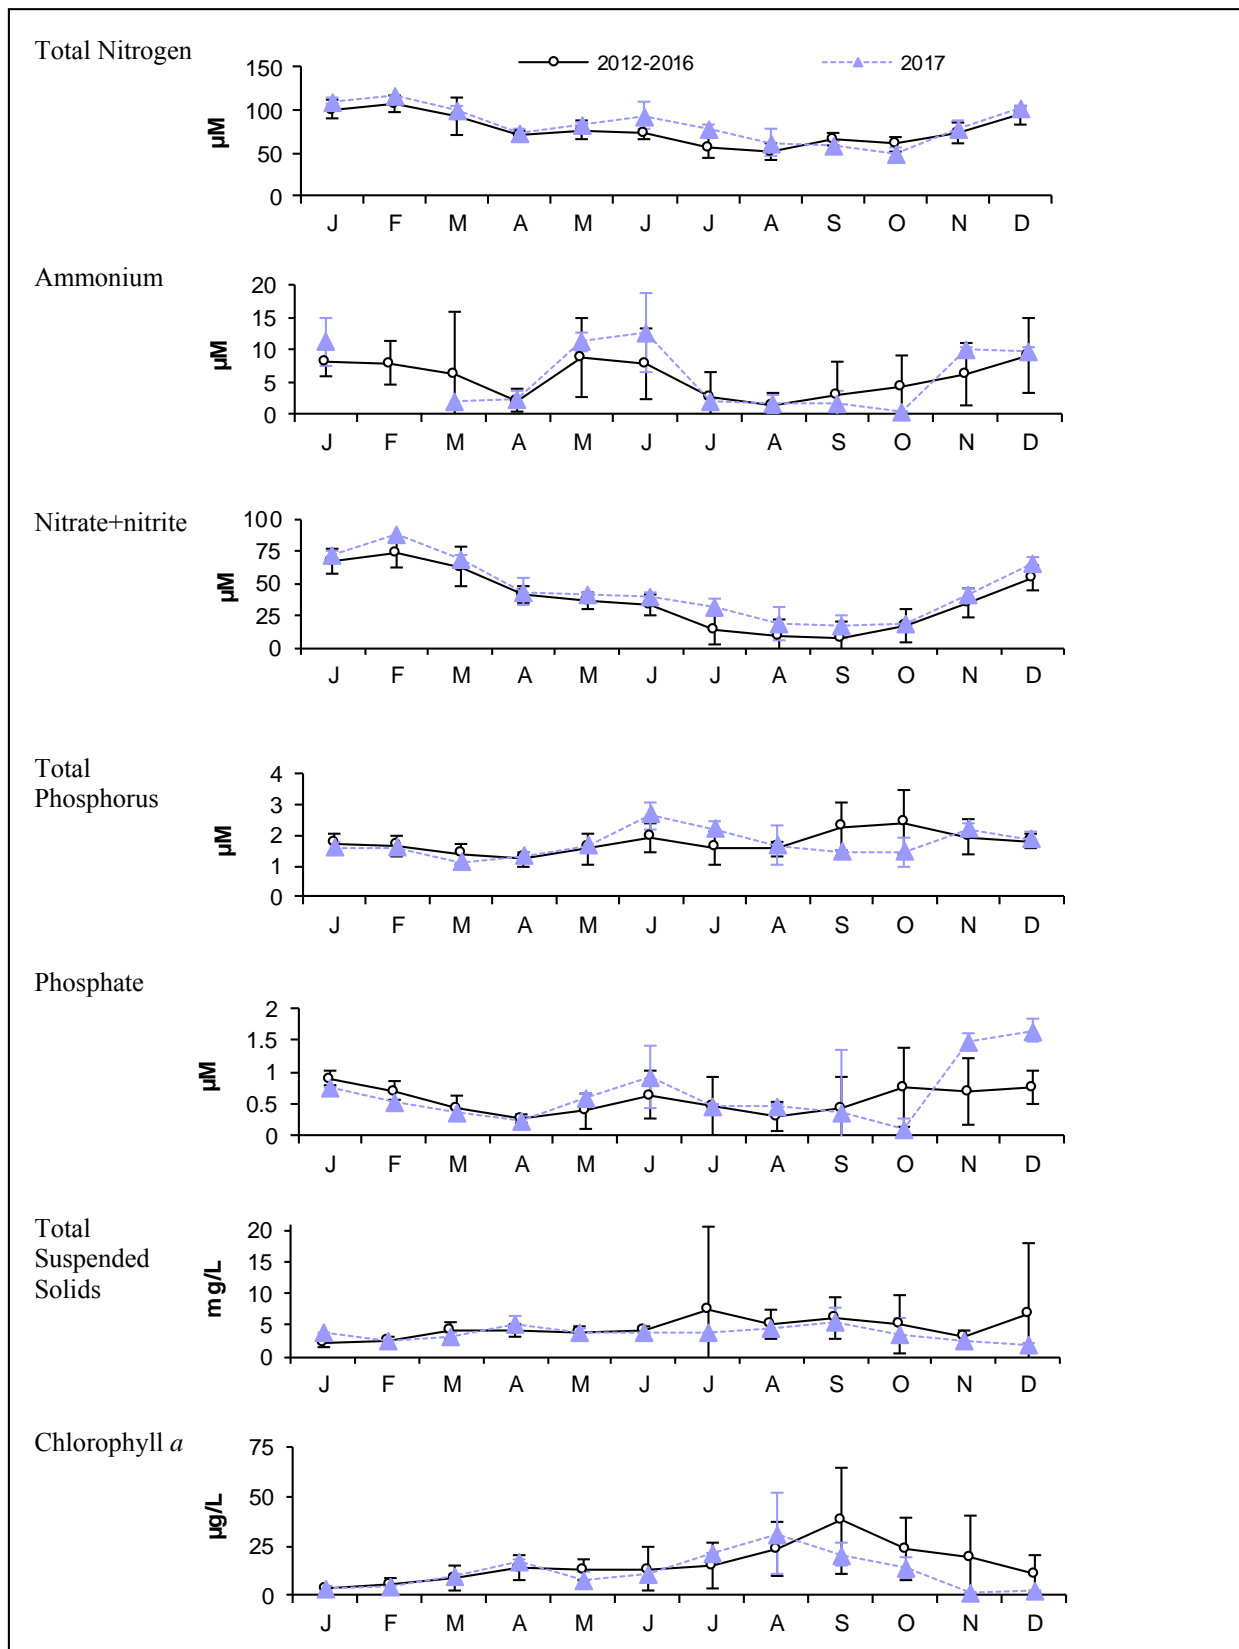 Total Nitrogen
2012-2016 2017
150
100
50
0
µM
J F M A M J J A S O N D
Ammonium
20
15
10
5
0
µM
J F M A M J J A S O N D
Nitrate+nitrite
100
75
50
25
0
µM
J F M A M J J A S O N D
Total
Phosphorus
4
3
2
1
0
µM
J F M A M J J A S O N D
Phosphate
2
1.5
1
0.5
0
µM
J F M A M J J A S O N D
Total
Suspended
Solids
20
15
10
5
0
mg/L
J F M A M J J A S O N D
Chlorophyll a
75
50
25
0
µg/L
J F M A M J J A S O N D